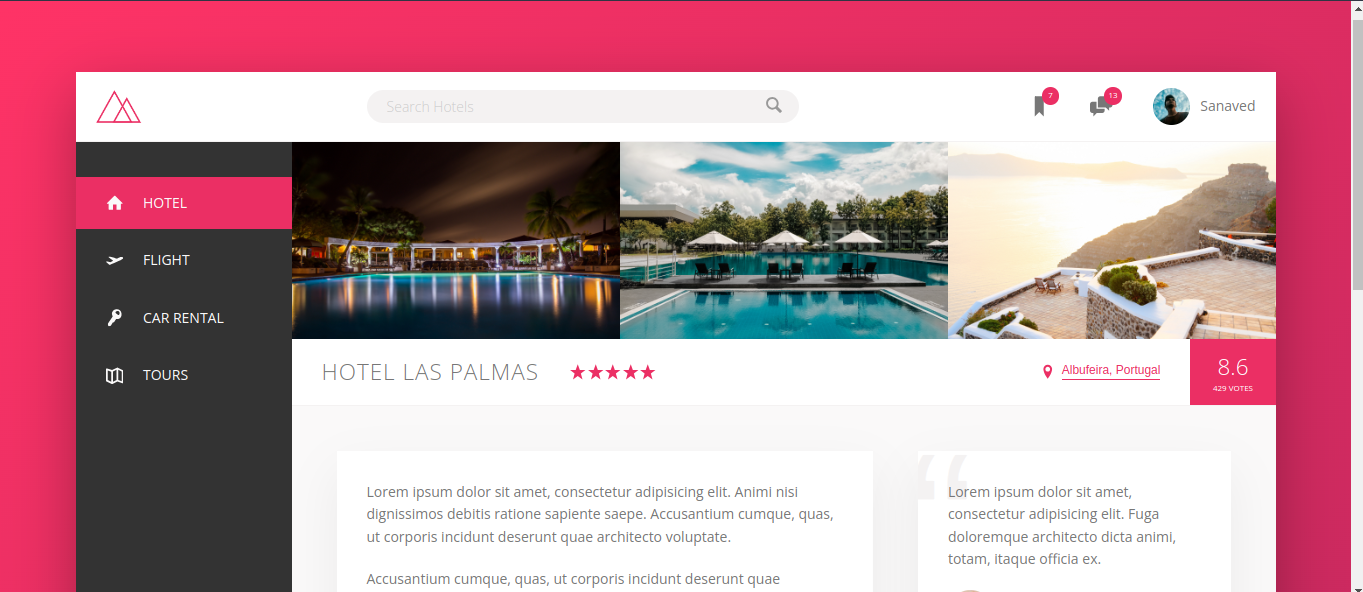 Search Hotels
7
13
Sanaved
HOTEL
FLIGHT
CAR RENTAL
TOURS
HOTEL LAS PALMAS
Albufeira, Portugal
8.6
429 VOTES
Lorem ipsum dolor sit amet, consectetur adipisicing elit. Animi nisi
dignissimos debitis ratione sapiente saepe. Accusantium cumque, quas,
ut corporis incidunt deserunt quae architecto voluptate.
Accusantium cumque, quas, ut corporis incidunt deserunt quae
“
Lorem ipsum dolor sit amet,
consectetur adipisicing elit. Fuga
doloremque architecto dicta animi,
totam, itaque officia ex.